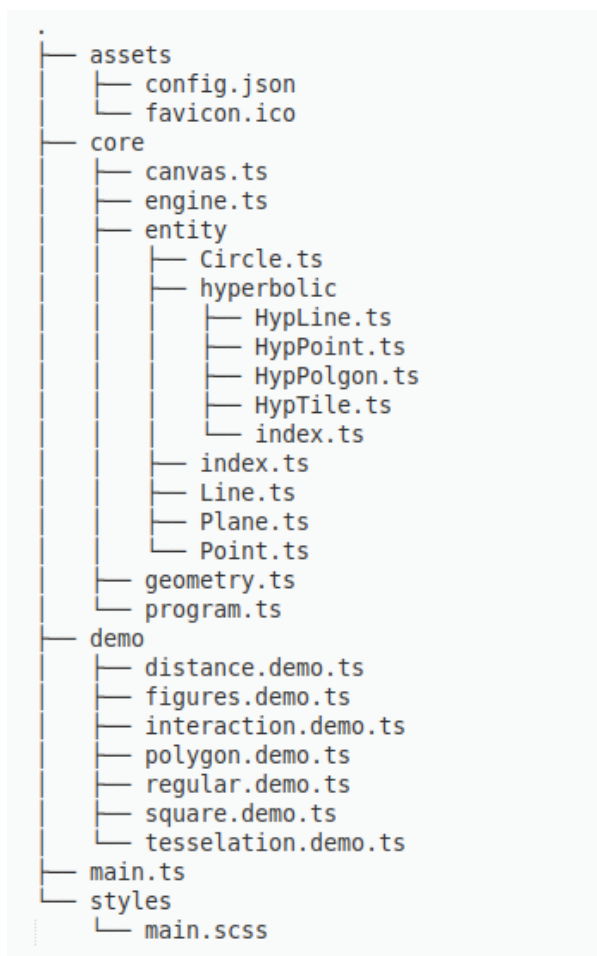 .
├── assets
│   ├── config.json
│   └── favicon.ico
├── core
│   ├── canvas.ts
│   ├── engine.ts
│   ├── entity
│   │   ├── Circle.ts
│   │   ├── hyperbolic
│   │   │   ├── HypLine.ts
│   │   │   ├── HypPoint.ts
│   │   │   ├── HypPolgon.ts
│   │   │   ├── HypTile.ts
│   │   │   └── index.ts
│   │   ├── index.ts
│   │   ├── Line.ts
│   │   ├── Plane.ts
│   │   └── Point.ts
│   ├── geometry.ts
│   └── program.ts
├── demo
│   ├── distance.demo.ts
│   ├── figures.demo.ts
│   ├── interaction.demo.ts
│   ├── polygon.demo.ts
│   ├── regular.demo.ts
│   ├── square.demo.ts
│   └── tesselation.demo.ts
├── main.ts
└── styles
    └── main.scss